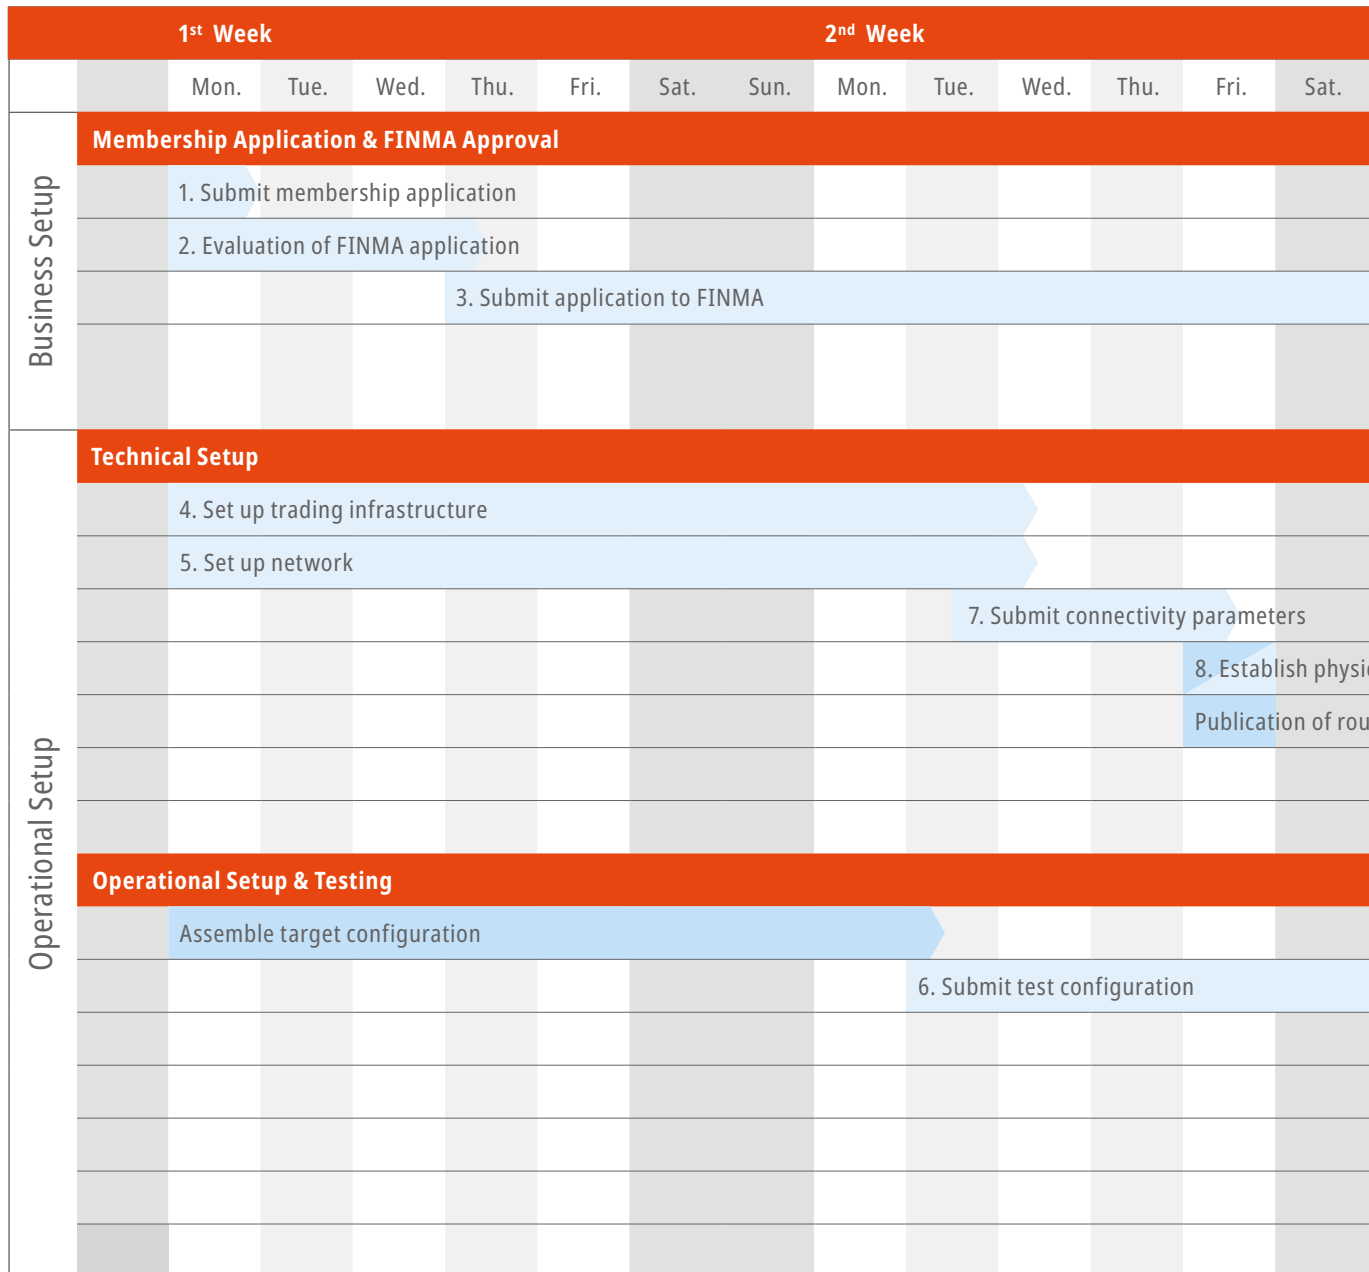 1st Week 2nd Week
Mon. Tue. Wed. Thu. Fri. Sat. Sun. Mon. Tue. Wed. Thu. Fri. Sat.
Business Setup
Membership Application & FINMA Approval
1. Submit membership application
2. Evaluation of FINMA application
3. Submit application to FINMA
Operational Setup
Technical Setup
4. Set up trading infrastructure
5. Set up network
7. Submit connectivity parameters
8. Establish
Publication of
Operational Setup & Testing
Assemble target configuration
6. Submit test configuration